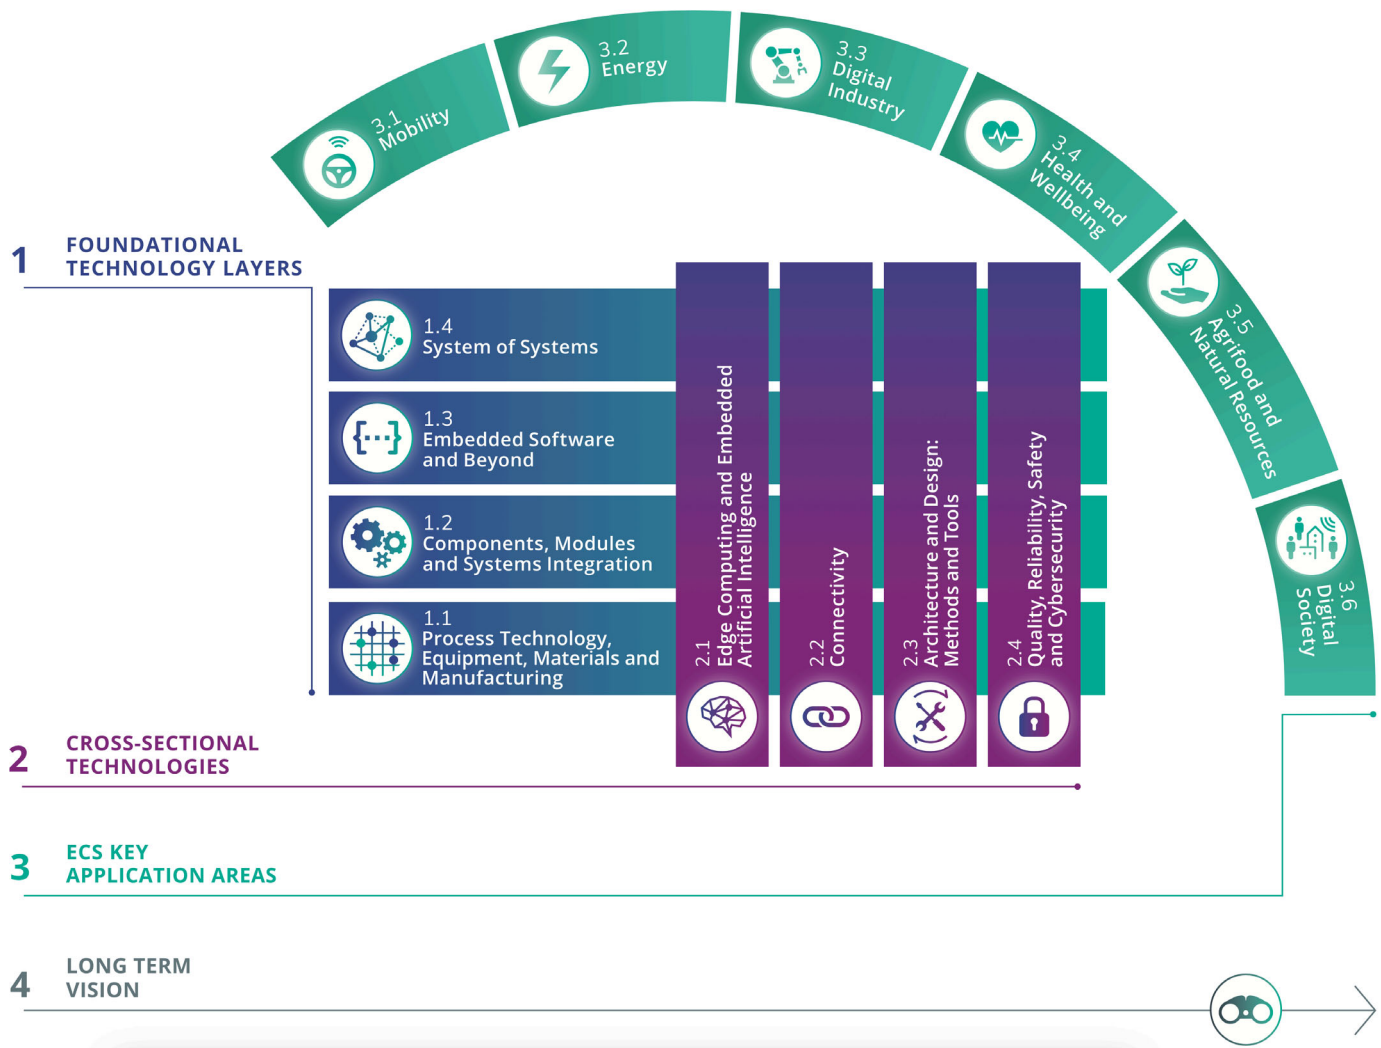 3.1
Mobility
3.2
Energy
3.3
Digital
Industry
3.4
Health and
Wellbeing
3.5
Agrifood and
Natural Resources
3.6
Digital
Society
1
FOUNDATIONAL
TECHNOLOGY LAYERS
1.4
System of Systems
1.3
Embedded Software
and Beyond
1.2
Components, Modules
and Systems Integration
1.1
Process Technology,
Equipment, Materials and
Manufacturing
2.1
Edge Computing and Embedded
Artificial Intelligence
2.2
Connectivity
2.3
Architecture and Design:
Methods and Tools
2.4
Quality, Reliability, Safety
and Cybersecurity
2
CROSS-SECTIONAL
TECHNOLOGIES
3
ECS KEY
APPLICATION AREAS
4
LONG TERM
VISION